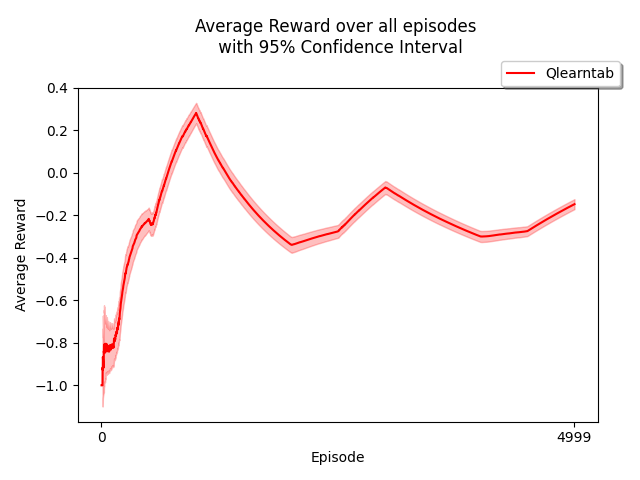 Average Reward over all episodes
with 95% Confidence Interval
Qlearntab
0.4
0.2
0.0
−0.2
−0.4
−0.6
−0.8
−1.0
Average Reward
0
4999
Episode